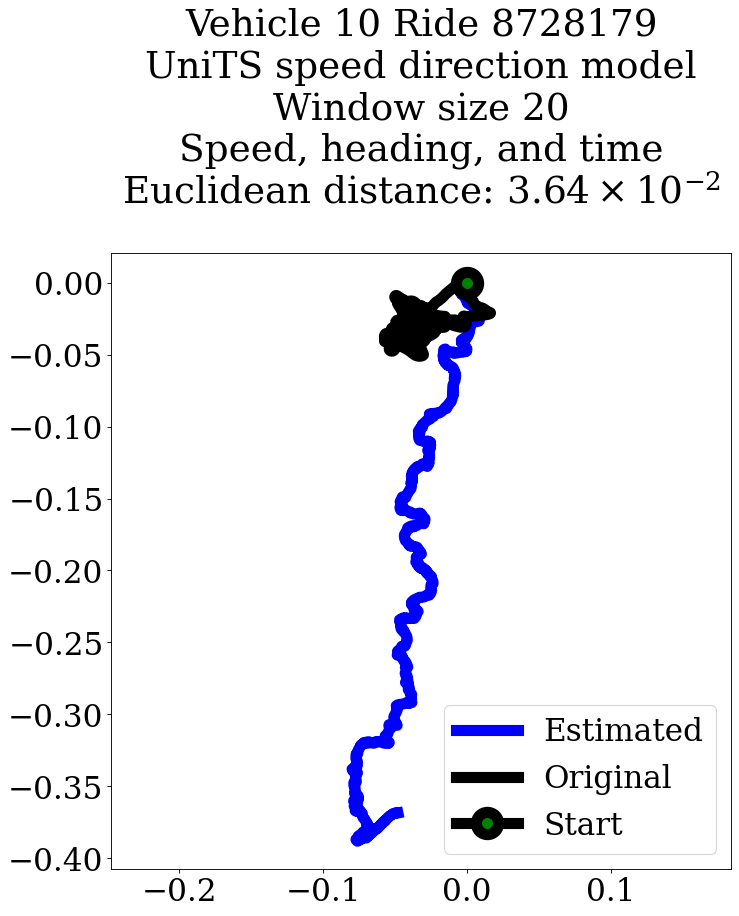 Vehicle 10 Ride 8728179
UniTS speed direction model
Window size 20
Speed, heading, and time
Euclidean distance: 3.64 × 10⁻²
0.00
−0.05
−0.10
−0.15
−0.20
−0.25
−0.30
−0.35
−0.40
Estimated
Original
Start
−0.2 −0.1 0.0 0.1